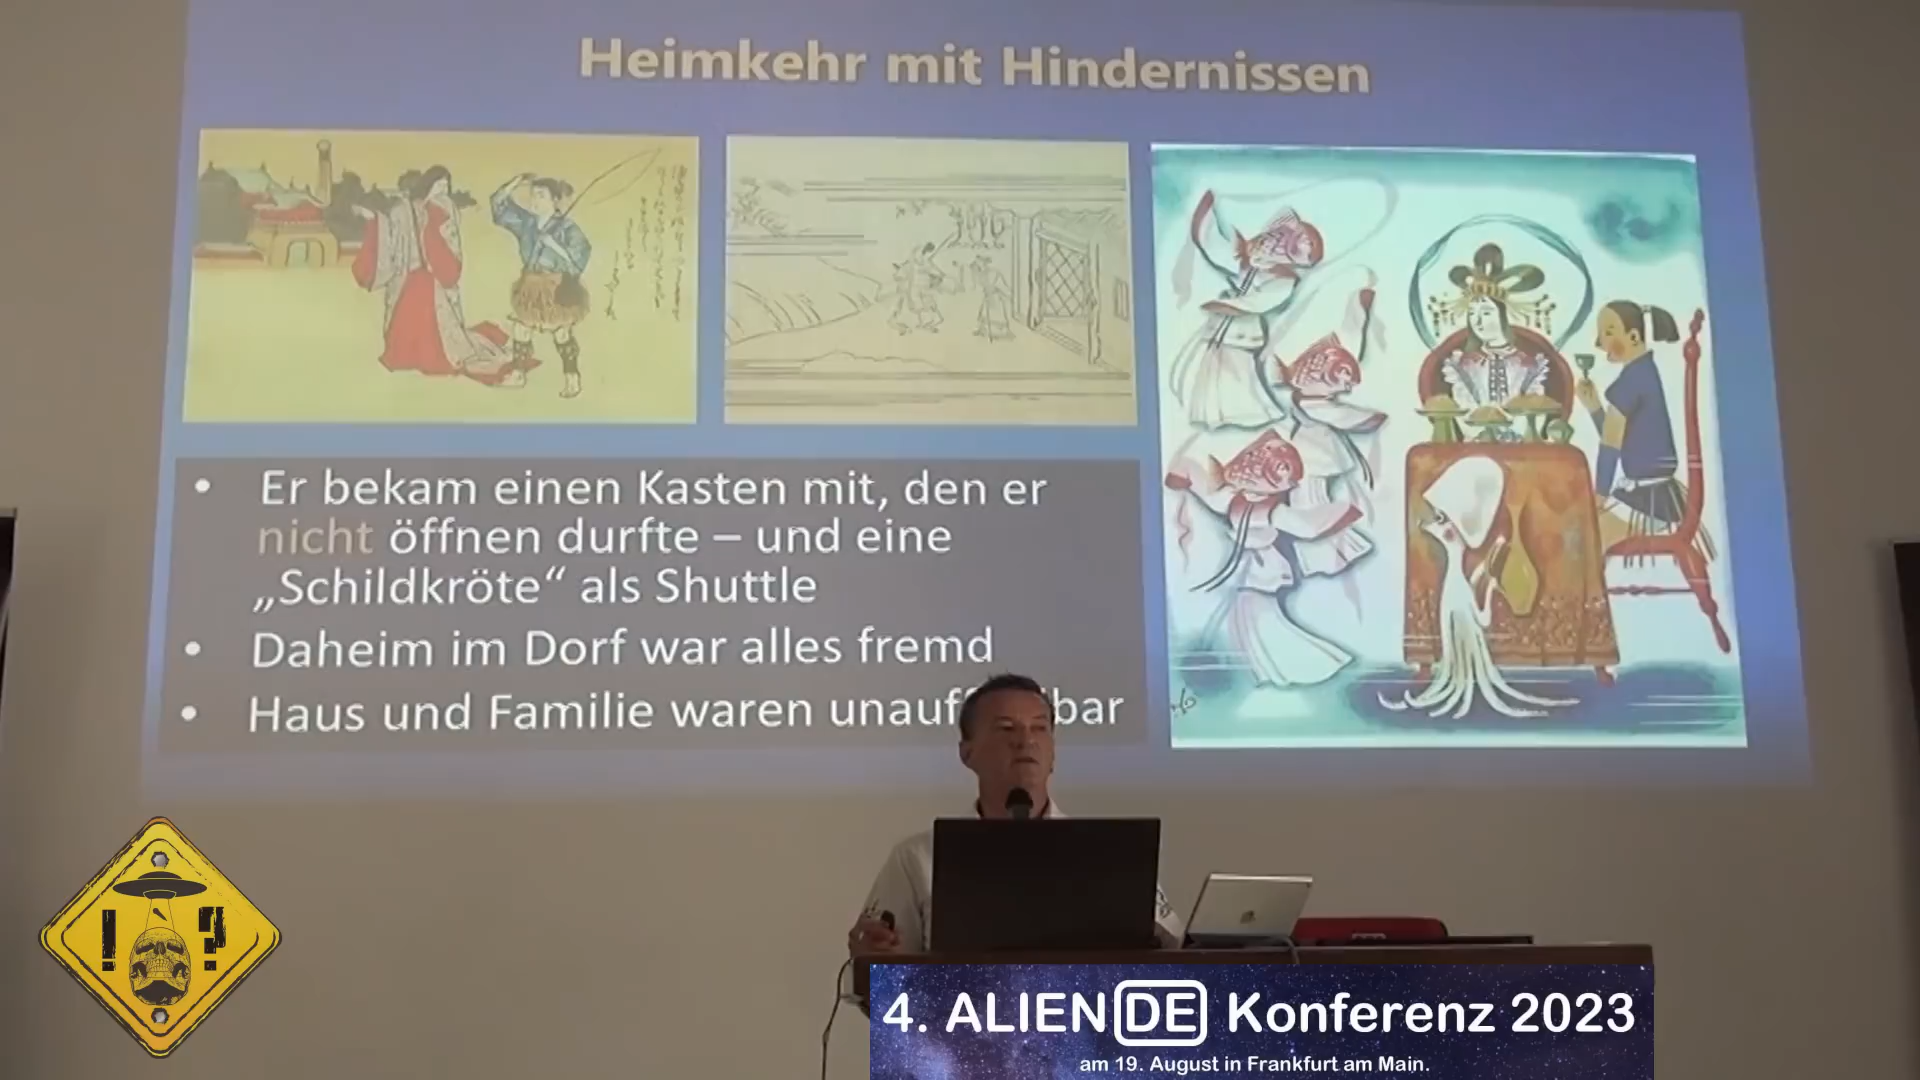 Heimkehr mit Hindernissen
• Er bekam einen Kasten mit, den er
nicht öffnen durfte – und eine
„Schildkröte“ als Shuttle
• Daheim im Dorf war alles fremd
• Haus und Familie waren
! ?
4. ALIEN DE Konferenz 2023
am 19. August in Frankfurt am Main.